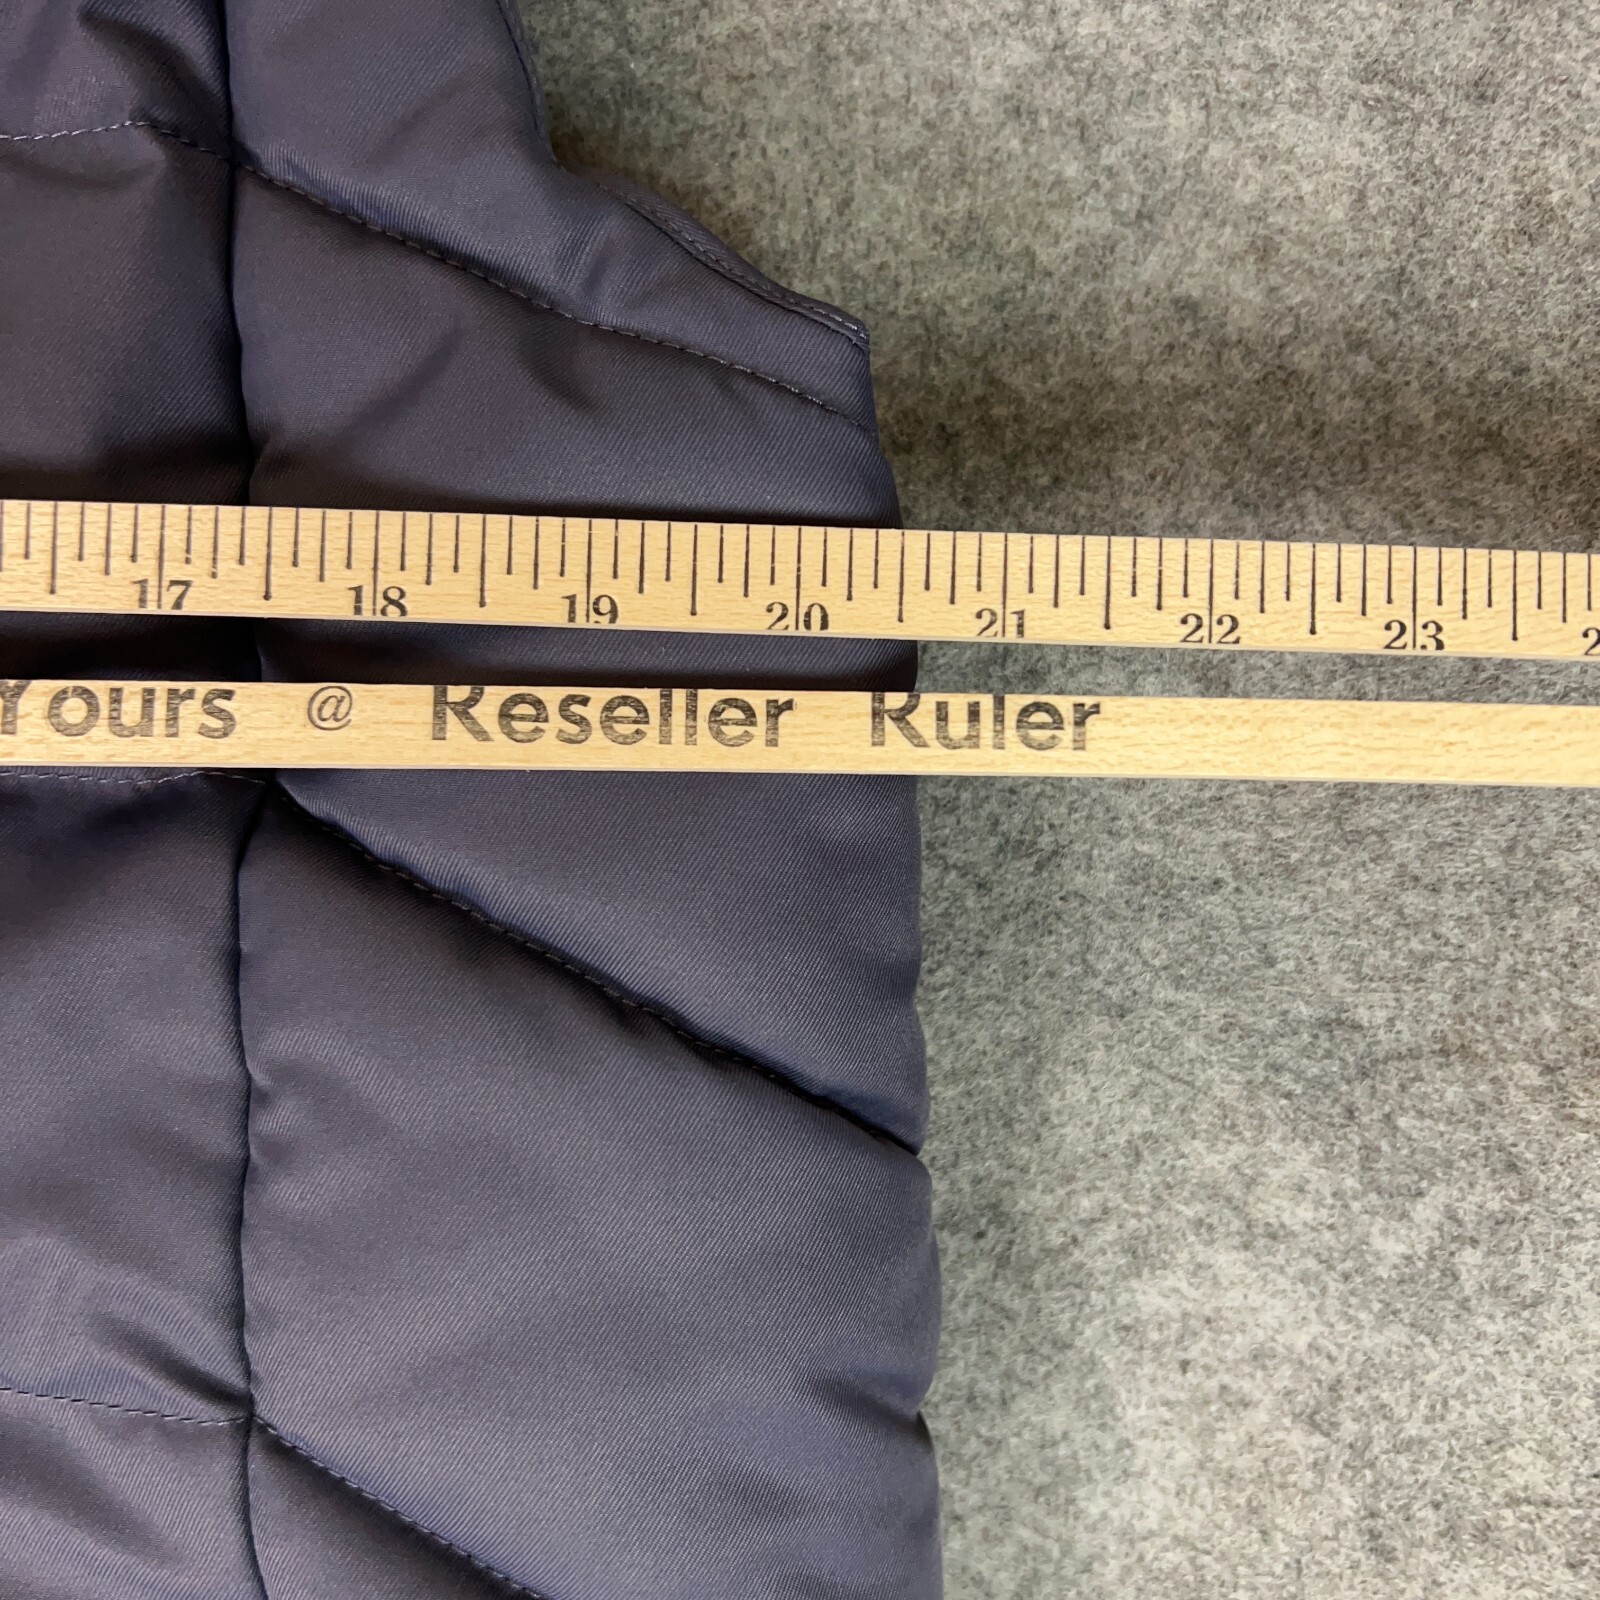 17 18 19 20 21 22 23
Yours @ Reseller Ruler